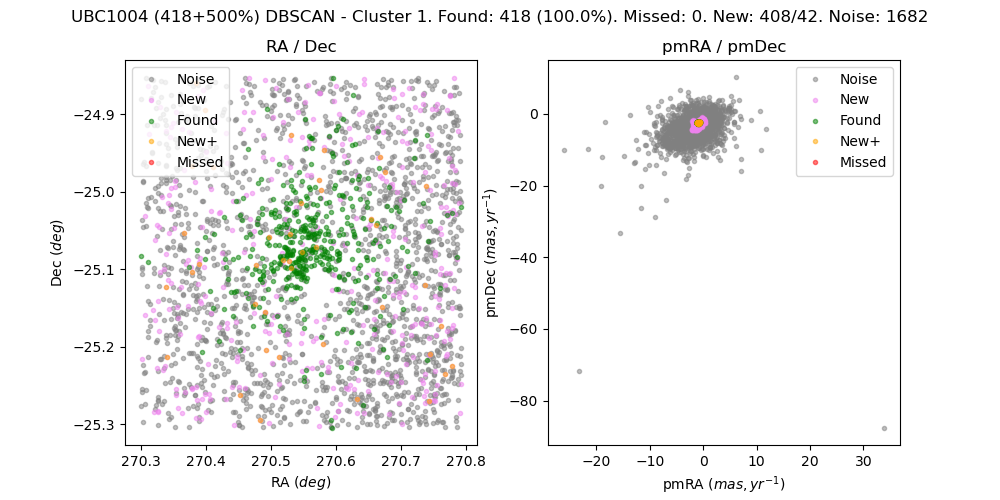 UBC1004 (418+500%) DBSCAN - Cluster 1. Found: 418 (100.0%). Missed: 0. New: 408/42. Noise: 1682
RA / Dec
pmRA / pmDec
Noise
New
Found
New+
Missed
Noise
New
Found
New+
Missed
−24.9
−25.0
−25.1
−25.2
−25.3
Dec (deg)
270.3 270.4 270.5 270.6 270.7 270.8
RA (deg)
0
−20
−40
−60
−80
pmDec (mas, yr⁻¹)
−20 −10 0 10 20 30
pmRA (mas, yr⁻¹)